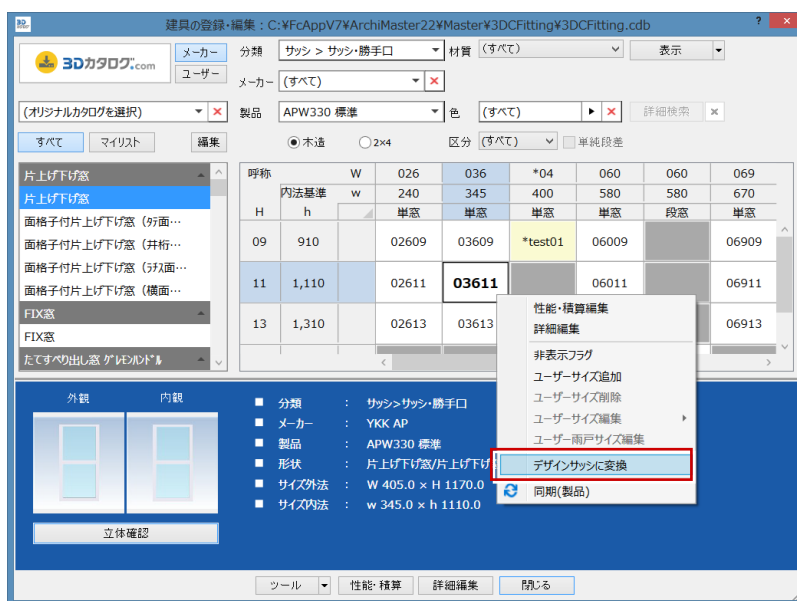 建具の登録・編集 : C:¥FcAppV7¥ArchiMaster22¥Master¥3DCFitting¥3DCFitting.cdb ? ×
3Dカタログ.com メーカー 分類 サッシ > サッシ・勝手口 材質 (すべて) 表示
ユーザー メーカー (すべて)
(オリジナルカタログを選択) 製品 APW330 標準 色 (すべて) 詳細検索
すべて マイリスト 編集 木造 2×4 区分 (すべて) 単純段差
片上げ下げ窓 呼称 W 026 036 *04 060 060 069
片上げ下げ窓 内法基準 w 240 345 400 580 580 670
面格子付片上げ下げ窓 (タテ面… H h 単窓 単窓 単窓 単窓 段窓 単窓
面格子付片上げ下げ窓 (井桁… 09 910 02609 03609 *test01 06009 06909
面格子付片上げ下げ窓 (ラチス面…
面格子付片上げ下げ窓 (横面… 11 1,110 02611 03611 06011 06911
FIX窓
FIX窓 13 1,310 02613 03613 06913
たてすべり出し窓 グレモンハンドル
性能・積算編集
詳細編集
非表示フラグ
ユーザーサイズ追加
ユーザーサイズ削除
ユーザーサイズ編集
ユーザー雨戸サイズ編集
デザインサッシに変換
同期(製品)
外観 内観
分類 : サッシ>サッシ・勝手口
メーカー : YKK AP
製品 : APW330 標準
形状 : 片上げ下げ窓/片上げ下げ
サイズ外法 : W 405.0 × H 1170.0
サイズ内法 : w 345.0 × h 1110.0
立体確認
ツール 性能・積算 詳細編集 閉じる